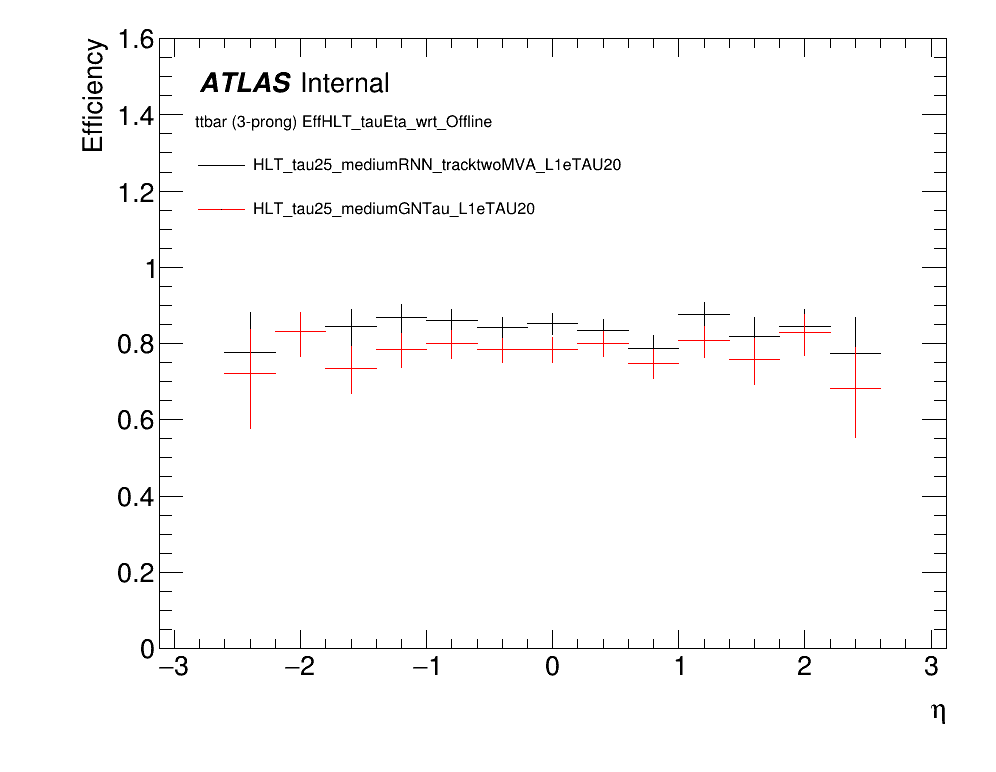 Efficiency
1.6
1.4
1.2
1
0.8
0.6
0.4
0.2
0
ATLAS Internal
ttbar (3-prong) EffHLT_tauEta_wrt_Offline
HLT_tau25_mediumRNN_tracktwoMVA_L1eTAU20
HLT_tau25_mediumGNTau_L1eTAU20
−3 −2 −1 0 1 2 3
η